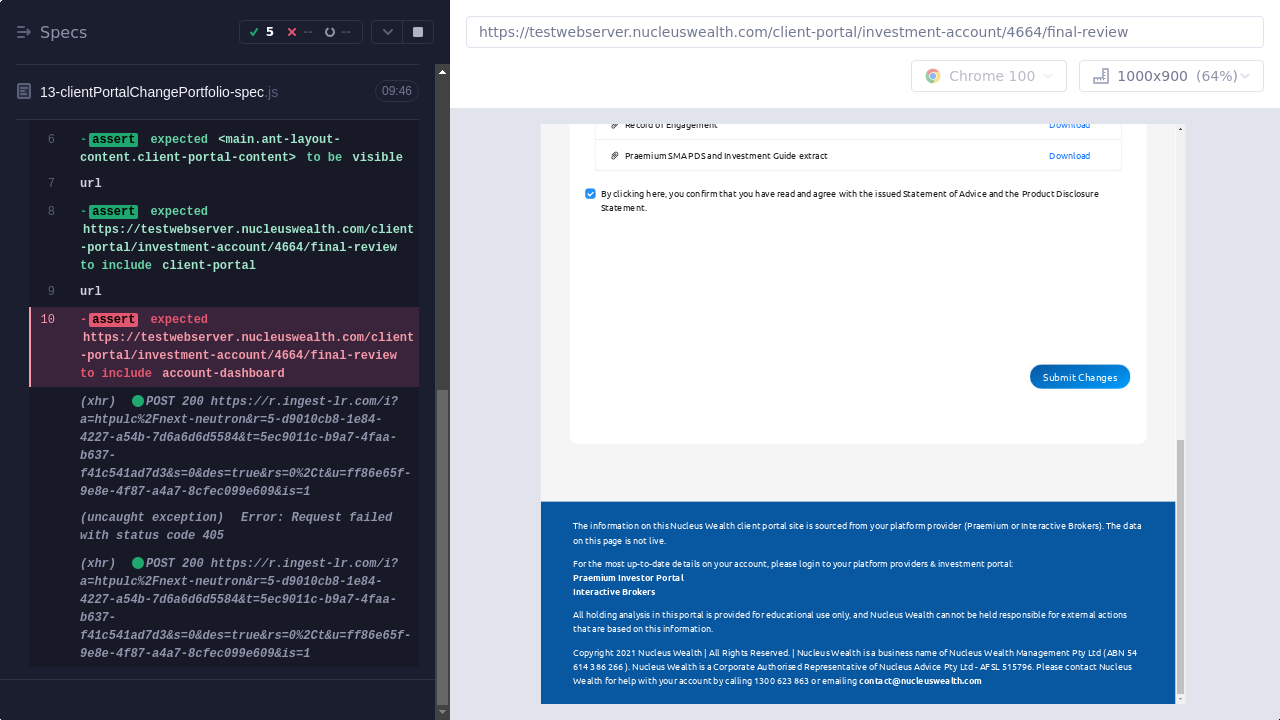 Specs
5 -- --
https://testwebserver.nucleuswealth.com/client-portal/investment-account/4664/final-review
Chrome 100
1000x900 (64%)
13-clientPortalChangePortfolio-spec.js 09:46
6 -assert expected <main.ant-layout-
content.client-portal-content> to be visible
7 url
8 -assert expected
https://testwebserver.nucleuswealth.com/client
-portal/investment-account/4664/final-review
to include client-portal
9 url
10 -assert expected
https://testwebserver.nucleuswealth.com/client
-portal/investment-account/4664/final-review
to include account-dashboard
(xhr) POST 200 https://r.ingest-lr.com/i?
a=htpulc%2Fnext-neutron&r=5-d9010cb8-1e84-
4227-a54b-7d6a6d6d5584&t=5ec9011c-b9a7-4faa-
b637-
f41c541ad7d3&s=0&des=true&rs=0%2Ct&u=ff86e65f-
9e8e-4f87-a4a7-8cfec099e609&is=1
(uncaught exception) Error: Request failed
with status code 405
(xhr) POST 200 https://r.ingest-lr.com/i?
a=htpulc%2Fnext-neutron&r=5-d9010cb8-1e84-
4227-a54b-7d6a6d6d5584&t=5ec9011c-b9a7-4faa-
b637-
f41c541ad7d3&s=0&des=true&rs=0%2Ct&u=ff86e65f-
9e8e-4f87-a4a7-8cfec099e609&is=1
Record of Engagement Download
Praemium SMA PDS and Investment Guide extract Download
By clicking here, you confirm that you have read and agree with the issued Statement of Advice and the Product Disclosure
Statement.
Submit Changes
The information on this Nucleus Wealth client portal site is sourced from your platform provider (Praemium or Interactive Brokers). The data
on this page is not live.
For the most up-to-date details on your account, please login to your platform providers & investment portal:
Praemium Investor Portal
Interactive Brokers
All holding analysis in this portal is provided for educational use only, and Nucleus Wealth cannot be held responsible for external actions
that are based on this information.
Copyright 2021 Nucleus Wealth | All Rights Reserved. | Nucleus Wealth is a business name of Nucleus Wealth Management Pty Ltd (ABN 54
614 386 266 ). Nucleus Wealth is a Corporate Authorised Representative of Nucleus Advice Pty Ltd - AFSL 515796. Please contact Nucleus
Wealth for help with your account by calling 1300 623 863 or emailing contact@nucleuswealth.com